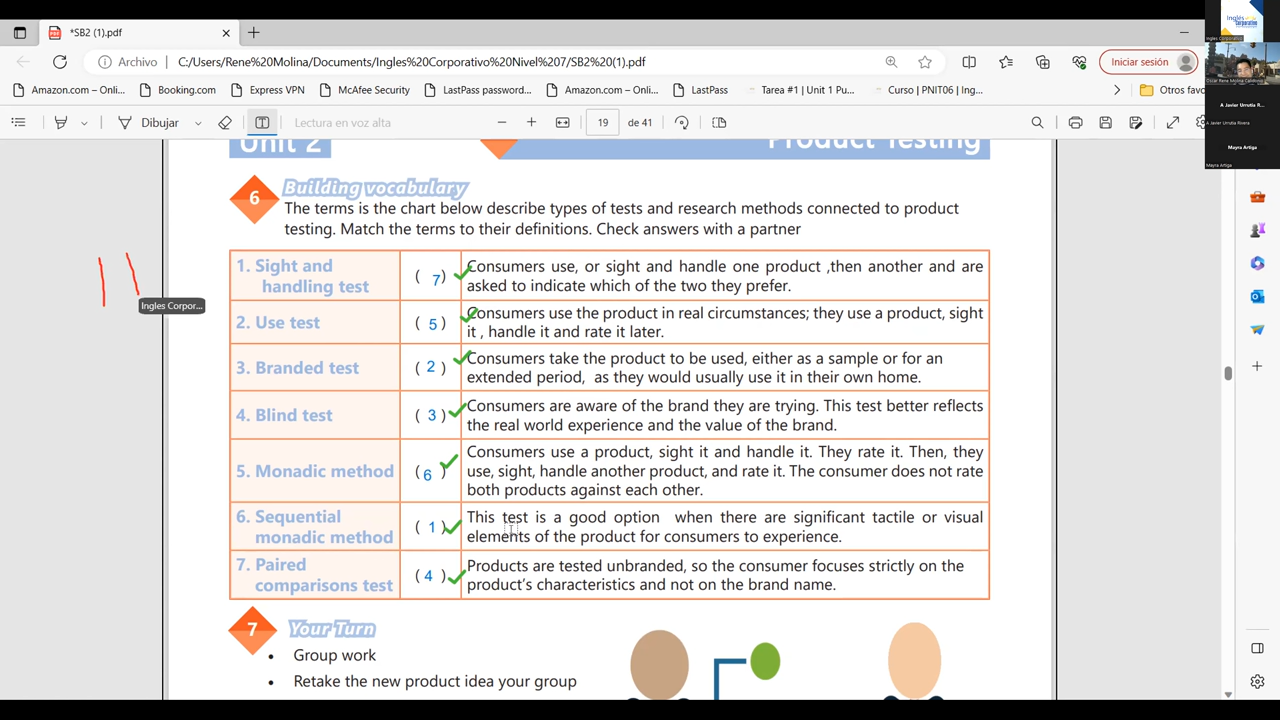 *SB2 (1).pdf
Archivo C:/Users/Rene%20Molina/Documents/Ingles%20Corporativo%20NIVEL%207/SB2%20(1).pdf
Iniciar sesión
Amazon.com – Onli...
Booking.com
Express VPN
McAfee Security
LastPass password...
Amazon.com – Onli...
LastPass
Tarea #1 | Unit 1 Pu...
Curso | PNIT06 | Ing...
Otros favo
Dibujar
Lectura en voz alta
19 de 41
Inglés
Corporativo
Ingles Corporativo
Oscar Rene Molina Calidonio
A Javier Urrutia R...
A Javier Urrutia Rivera
Mayra Artiga
Mayra Artiga
Unit 2
Product Testing
6 Building vocabulary
The terms is the chart below describe types of tests and research methods connected to product
testing. Match the terms to their definitions. Check answers with a partner
1. Sight and
handling test
( 7 )
Consumers use, or sight and handle one product ,then another and are
asked to indicate which of the two they prefer.
2. Use test
( 5 )
Consumers use the product in real circumstances; they use a product, sight
it , handle it and rate it later.
3. Branded test
( 2 )
Consumers take the product to be used, either as a sample or for an
extended period, as they would usually use it in their own home.
4. Blind test
( 3 )
Consumers are aware of the brand they are trying. This test better reflects
the real world experience and the value of the brand.
5. Monadic method
( 6 )
Consumers use a product, sight it and handle it. They rate it. Then, they
use, sight, handle another product, and rate it. The consumer does not rate
both products against each other.
6. Sequential
monadic method
( 1 )
This test is a good option when there are significant tactile or visual
elements of the product for consumers to experience.
7. Paired
comparisons test
( 4 )
Products are tested unbranded, so the consumer focuses strictly on the
product's characteristics and not on the brand name.
Ingles Corpor...
7 Your Turn
• Group work
• Retake the new product idea your group